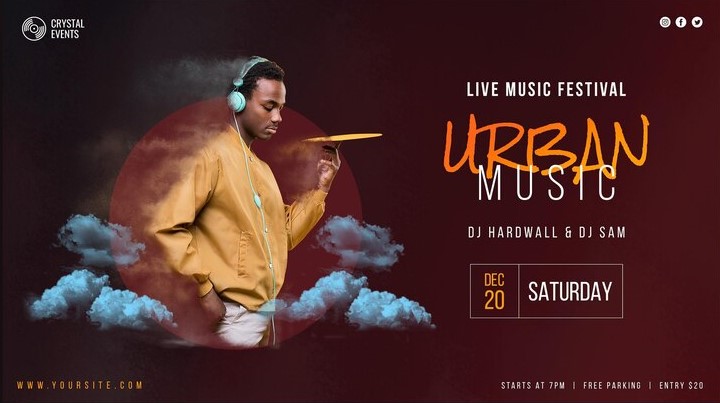 CRYSTAL
EVENTS
LIVE MUSIC FESTIVAL
URBAN
MUSIC
DJ HARDWALL & DJ SAM
DEC
20
SATURDAY
WWW.YOURSITE.COM
STARTS AT 7PM | FREE PARKING | ENTRY $20